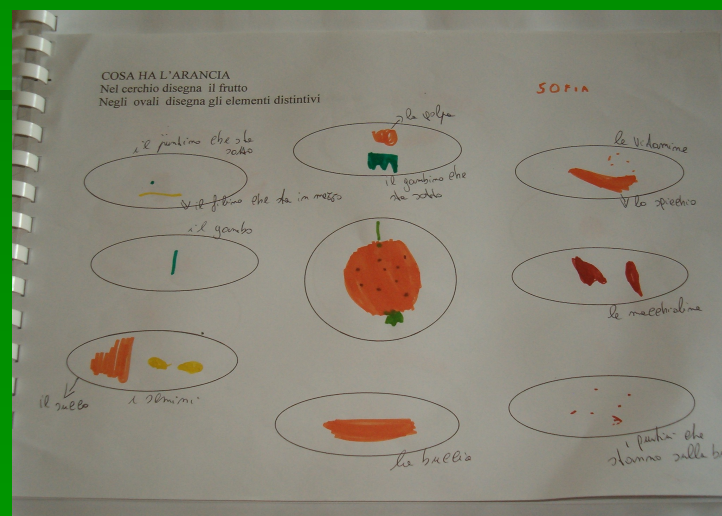 COSA HA L'ARANCIA
Nel cerchio disegna il frutto
Negli ovali disegna gli elementi distintivi
SOFIA
il puntino che sta
sotto
il filino che sta in mezzo
la polpa
il gambino che
sta sotto
le vitamine
lo spicchio
il gambo
le macchioline
il succo
i semini
la buccia
i puntini che
stanno sulla b